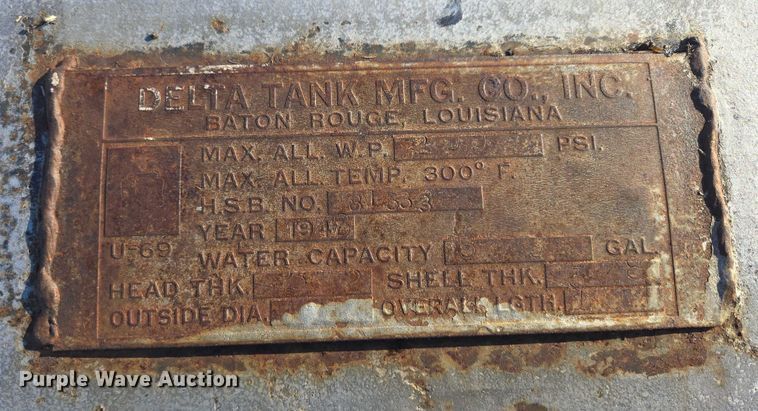 DELTA TANK MFG. CO., INC.
BATON ROUGE, LOUISIANA
MAX. ALL. W.P. PSI.
MAX. ALL. TEMP. 300° F.
H.S.B. NO.
YEAR 1947
U-69
WATER CAPACITY GAL.
HEAD THK. SHELL THK.
OUTSIDE DIA. OVERALL LGTH.
Purple Wave Auction